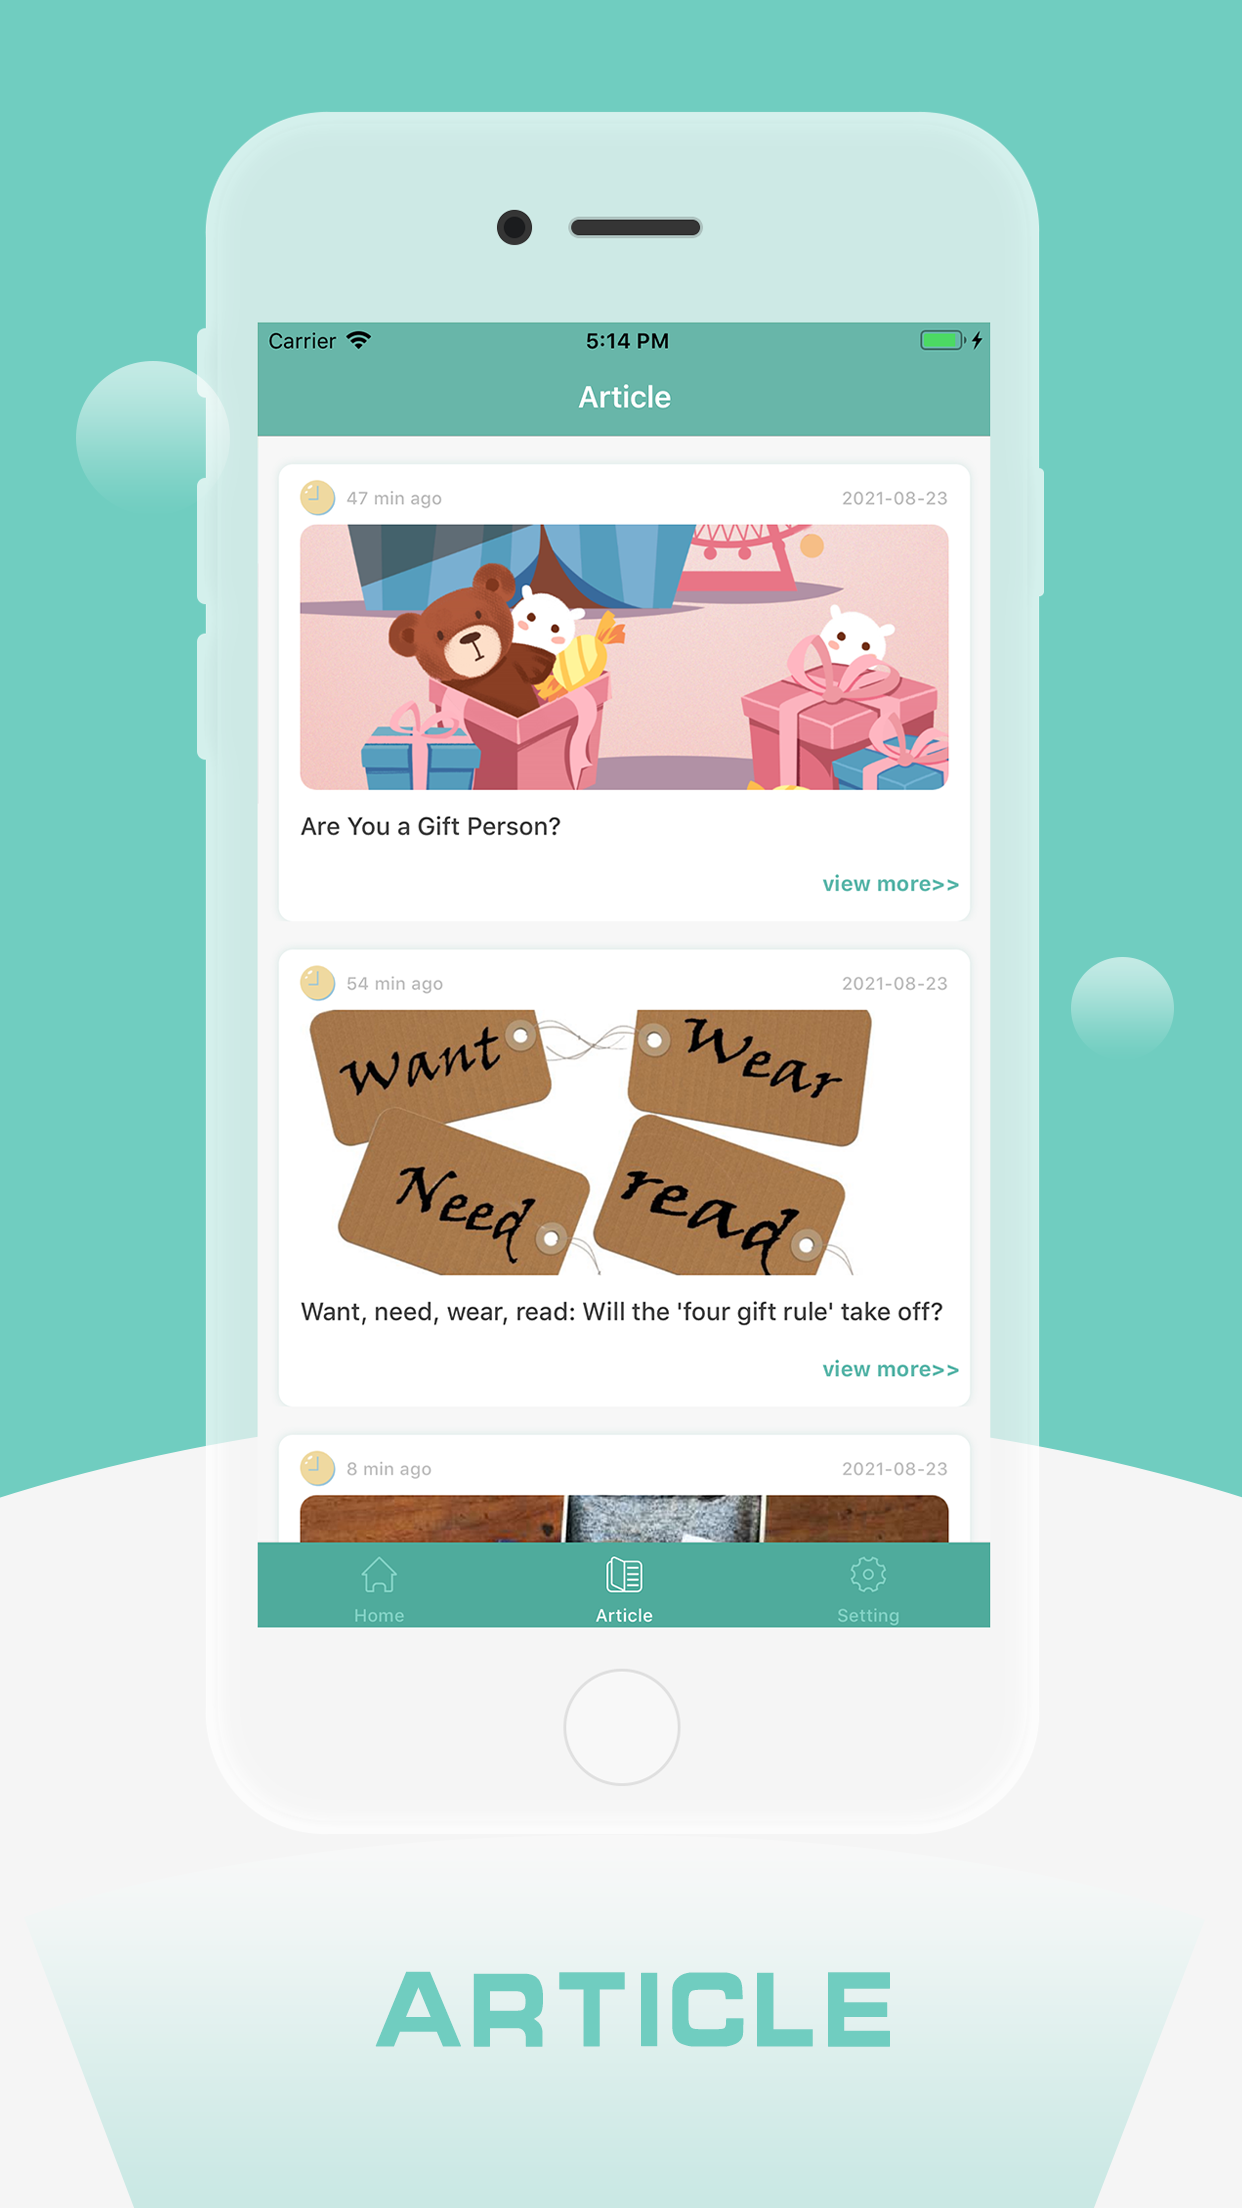 Carrier
5:14 PM
Article
47 min ago
2021-08-23
Are You a Gift Person?
view more>>
54 min ago
2021-08-23
want
Wear
Need
read
Want, need, wear, read: Will the 'four gift rule' take off?
view more>>
8 min ago
2021-08-23
Home
Article
Setting
ARTICLE